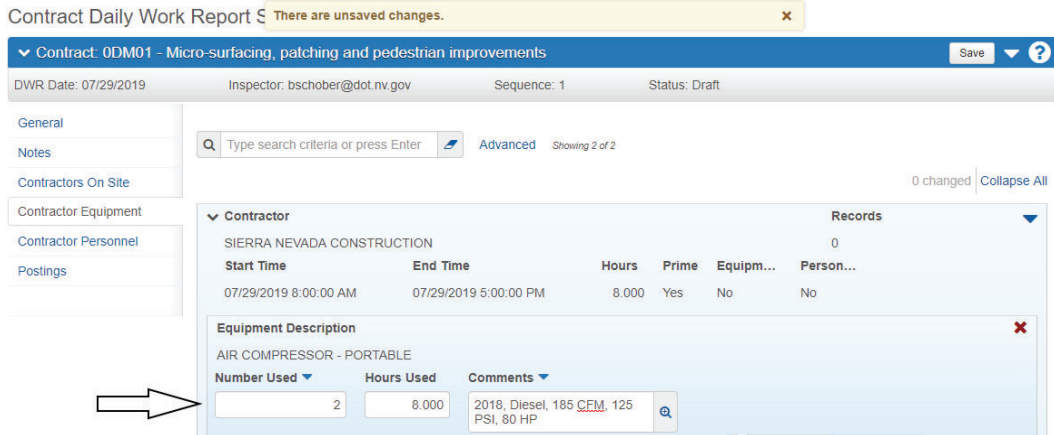 Contract Daily Work Report S
There are unsaved changes.
Contract: 0DM01 - Micro-surfacing, patching and pedestrian improvements
Save
?
DWR Date: 07/29/2019 Inspector: bschober@dot.nv.gov Sequence: 1 Status: Draft
General
Notes
Contractors On Site
Contractor Equipment
Contractor Personnel
Postings
Type search criteria or press Enter Advanced Showing 2 of 2
0 changed Collapse All
Contractor Records
SIERRA NEVADA CONSTRUCTION 0
Start Time End Time Hours Prime Equipm... Person...
07/29/2019 8:00:00 AM 07/29/2019 5:00:00 PM 8.000 Yes No No
Equipment Description
AIR COMPRESSOR - PORTABLE
Number Used Hours Used Comments
2 8.000 2018, Diesel, 185 CFM, 125
PSI, 80 HP